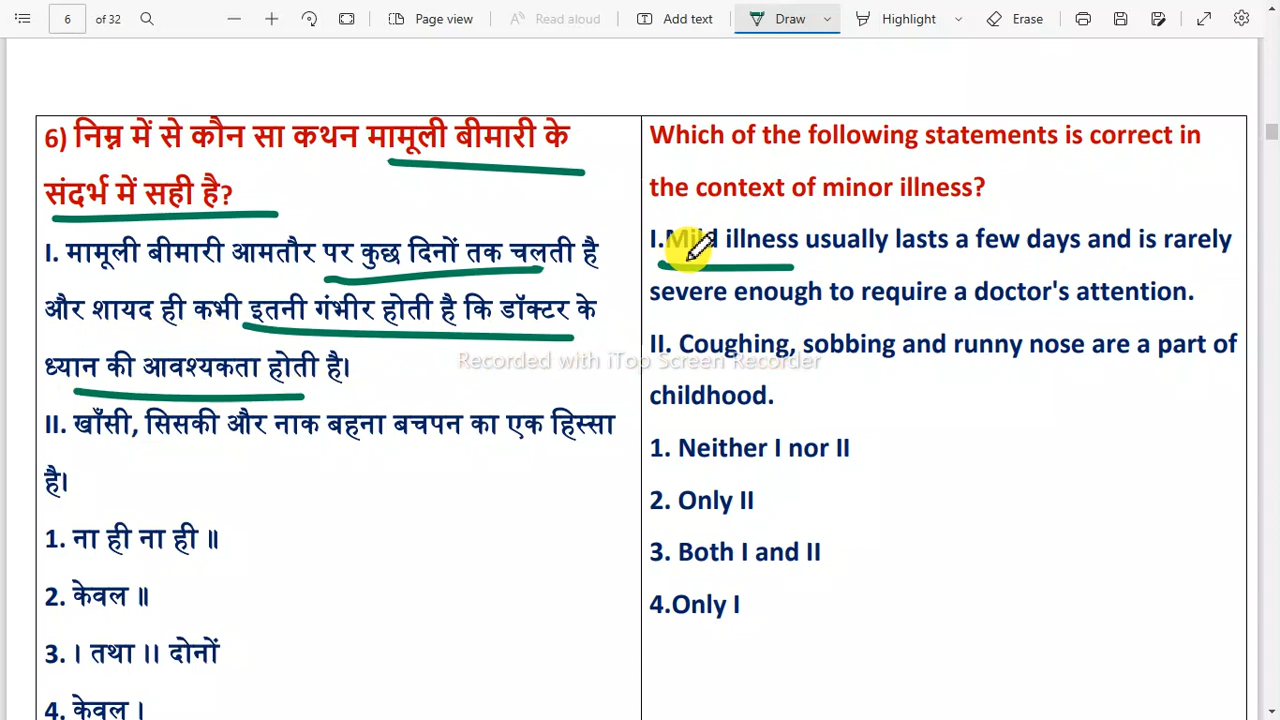 6 of 32 Page view Read aloud Add text Draw Highlight Erase
6) निम्न में से कौन सा कथन मामूली बीमारी के
संदर्भ में सही है?
I. मामूली बीमारी आमतौर पर कुछ दिनों तक चलती है
और शायद ही कभी इतनी गंभीर होती है कि डॉक्टर के
ध्यान की आवश्यकता होती है।
II. खाँसी, सिसकी और नाक बहना बचपन का एक हिस्सा
है।
1. ना ही ना ही ॥
2. केवल ॥
3. । तथा ।। दोनों
4. केवल ।
Which of the following statements is correct in
the context of minor illness?
I.Mild illness usually lasts a few days and is rarely
severe enough to require a doctor's attention.
II. Coughing, sobbing and runny nose are a part of
childhood.
1. Neither I nor II
2. Only II
3. Both I and II
4.Only I
Recorded with iTop Screen Recorder